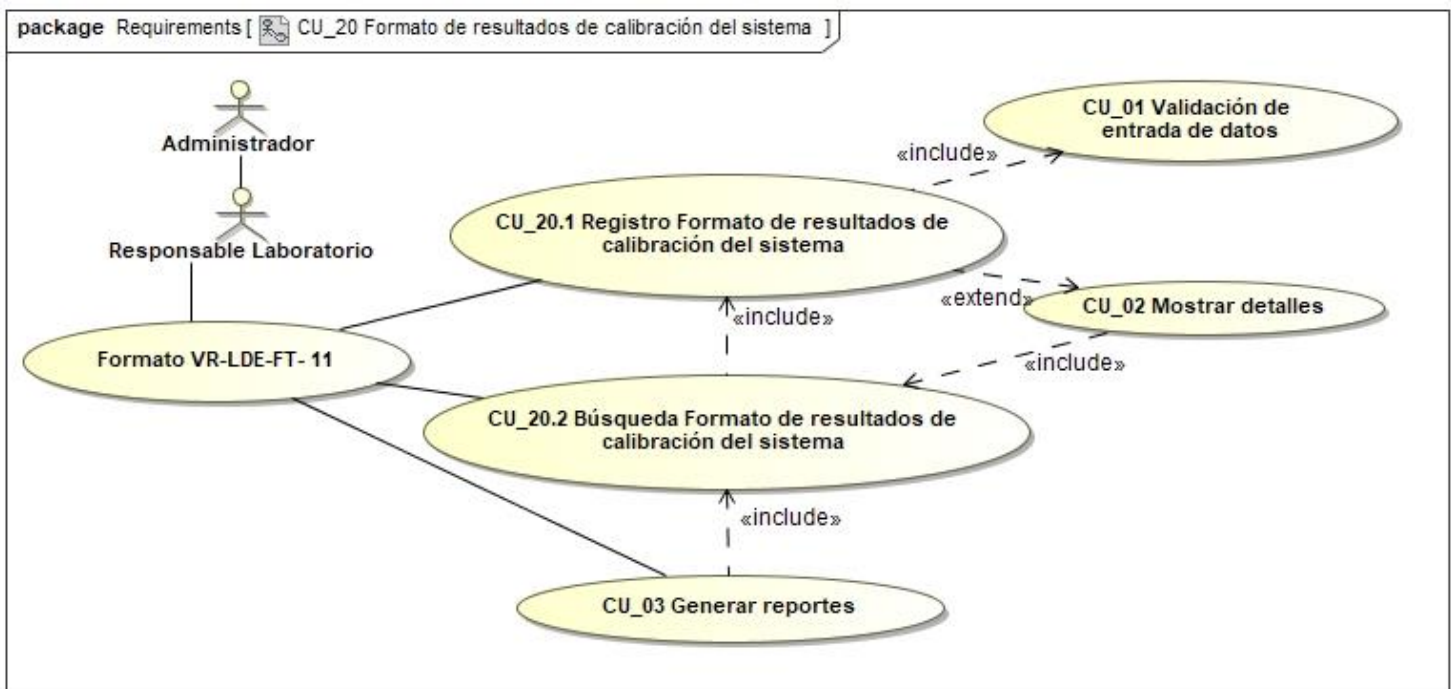 package Requirements [ CU_20 Formato de resultados de calibración del sistema ]
Administrador
Responsable Laboratorio
Formato VR-LDE-FT- 11
CU_20.1 Registro Formato de resultados de
calibración del sistema
«include»
CU_01 Validación de
entrada de datos
«extend»
CU_02 Mostrar detalles
«include»
«include»
CU_20.2 Búsqueda Formato de resultados de
calibración del sistema
«include»
CU_03 Generar reportes